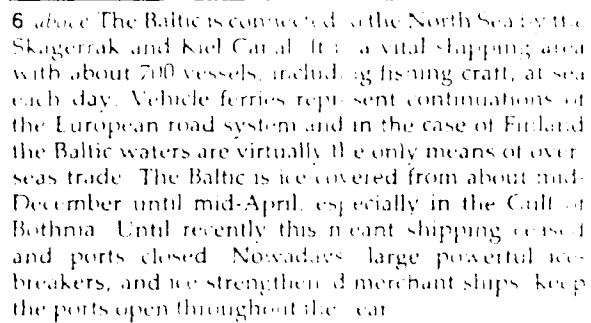 6 above The Baltic is connected to the North Sea by the
Skagerrak and Kiel Canal. It is a vital shipping area
with about 700 vessels, including fishing craft, at sea
each day. Vehicle ferries represent continuations of
the European road system and in the case of Finland
the Baltic waters are virtually the only means of over-
seas trade. The Baltic is ice-covered from about mid-
December until mid-April, especially in the Gulf of
Bothnia. Until recently this meant shipping ceased
and ports closed. Nowadays large powerful ice-
breakers, and ice strengthened merchant ships keep
the ports open throughout the year